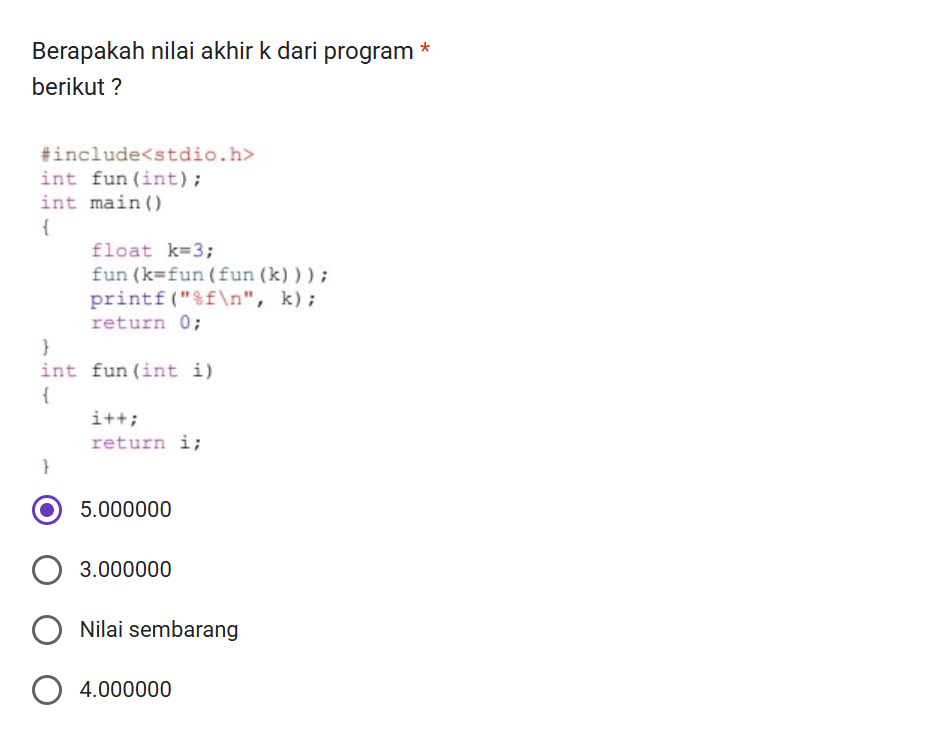 Berapakah nilai akhir k dari program *
berikut ?
#include<stdio.h>
int fun(int);
int main()
{
float k=3;
fun(k=fun(fun(k)));
printf("%f\n", k);
return 0;
}
int fun(int i)
{
i++;
return i;
}
5.000000
3.000000
Nilai sembarang
4.000000